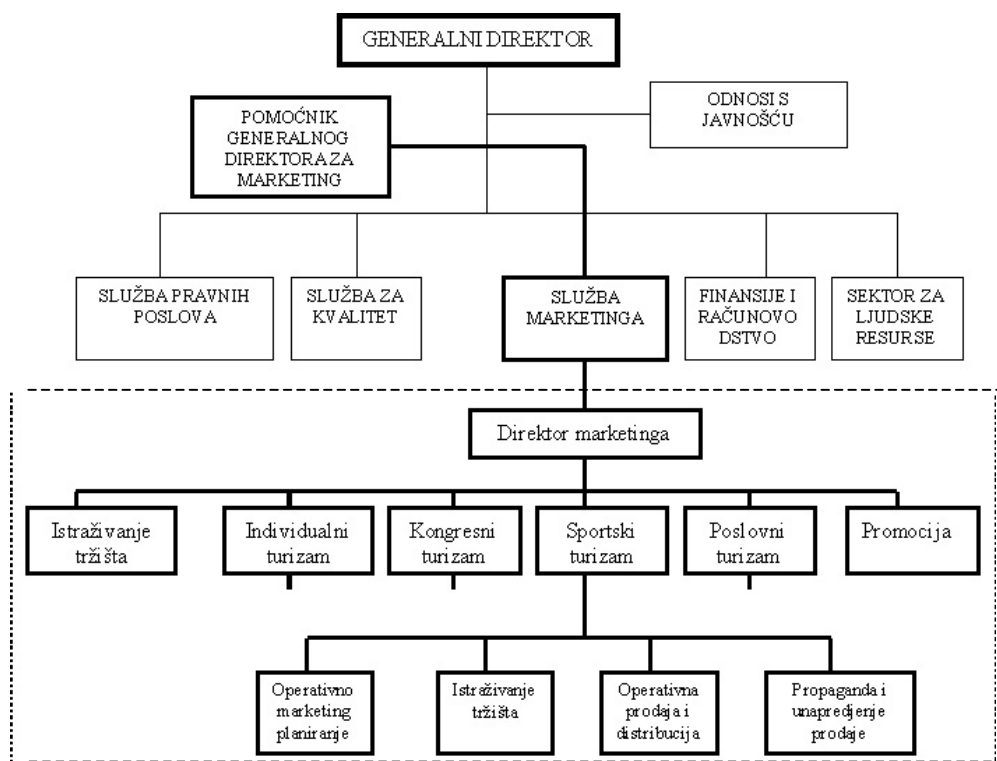 GENERALNI DIREKTOR
ODNOSI S
JAVNOŠĆU
POMOĆNIK
GENERALNOG
DIREKTORA ZA
MARKETING
SLUŽBA PRAVNIH
POSLOVA
SLUŽBA ZA
KVALITET
SLUŽBA
MARKETINGA
FINANSIJE I
RAČUNOVO
DSTVO
SEKTOR ZA
LJUDSKE
RESURSE
Direktor marketinga
Istraživanje
tržišta
Individualni
turizam
Kongresni
turizam
Sportski
turizam
Poslovni
turizam
Promocija
Operativno
marketing
planiranje
Istraživanje
tržišta
Operativna
prodaja i
distribucija
Propaganda i
unapredjenje
prodaje